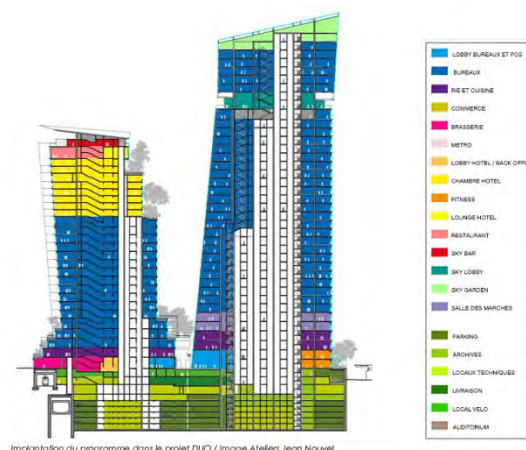 LOBBY BUREAUX ET PCS
BUREAUX
RIE ET CUISINE
COMMERCE
BRASSERIE
METRO
LOBBY HOTEL / BACK OFFI
CHAMBRE HOTEL
FITNESS
LOUNGE HOTEL
RESTAURANT
SKY BAR
SKY LOBBY
SKY GARDEN
SALLE DES MARCHES
PARKING
ARCHIVES
LOCAUX TECHNIQUES
LIVRAISON
LOCAL VELO
AUDITORIUM
Implantation du programme dans le projet DUO / Image Ateliers Jean Nouvel